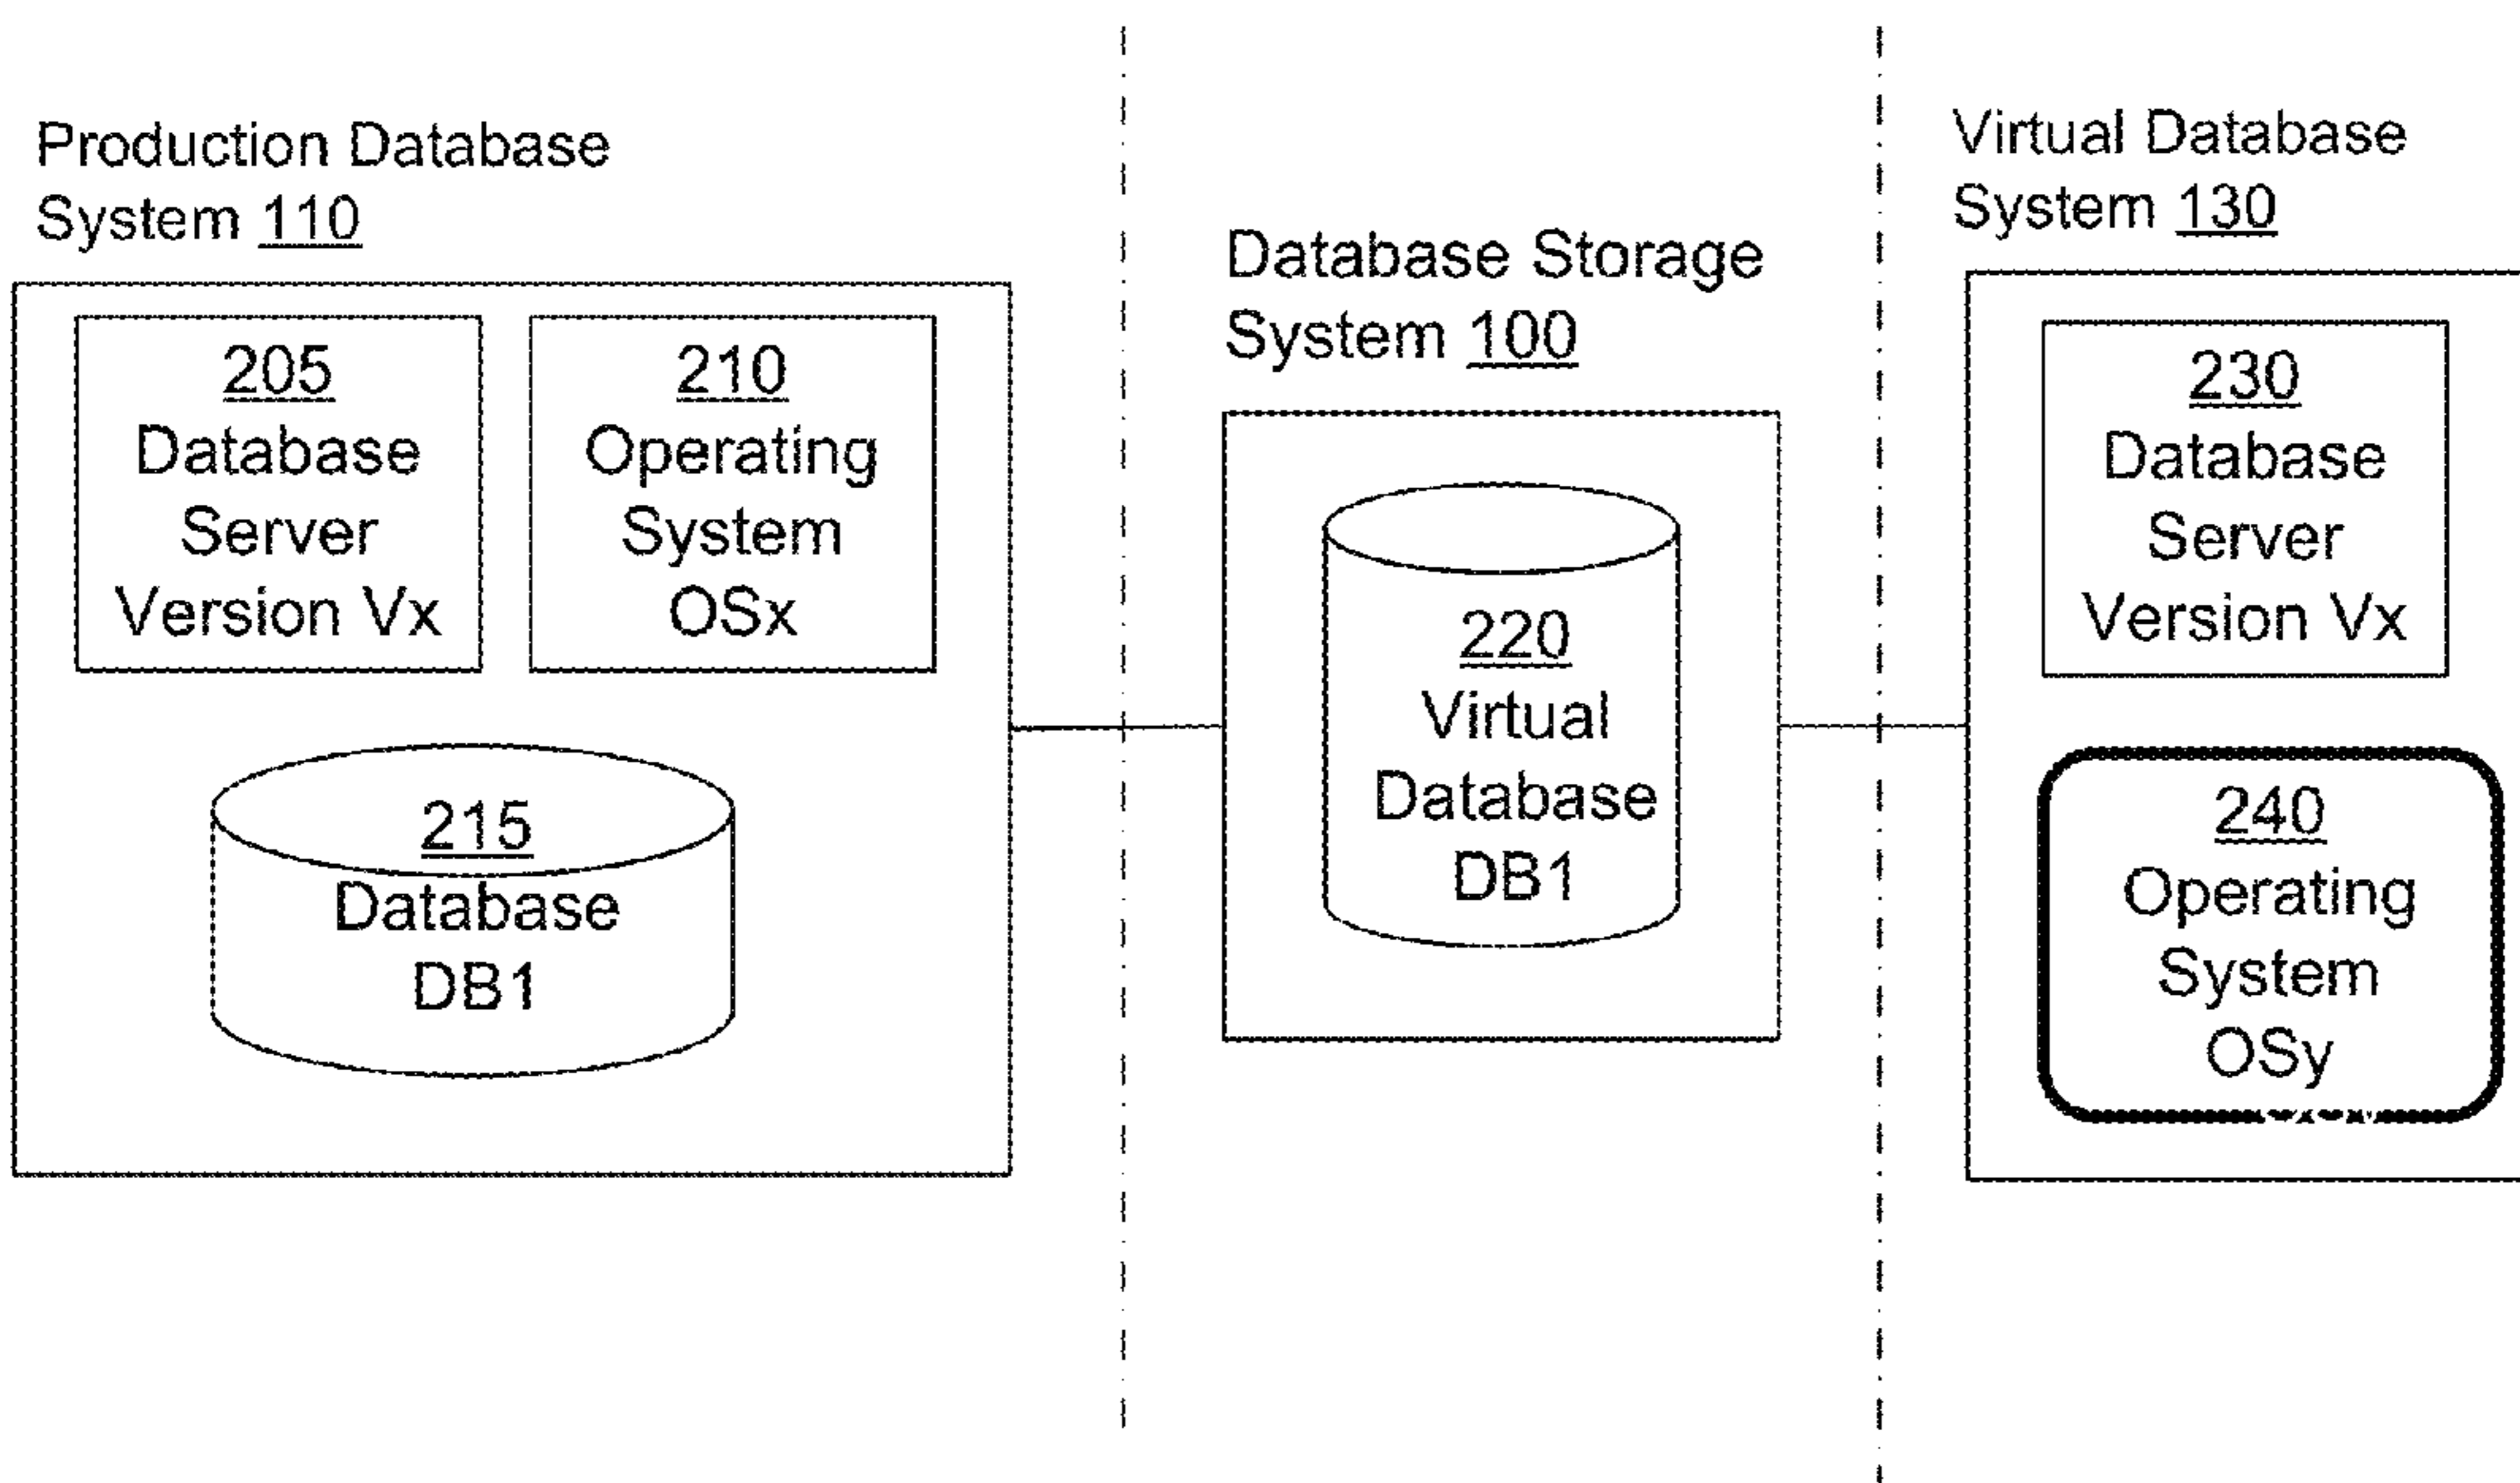 Production Database
System 110
205
Database
Server
Version Vx
210
Operating
System
OSx
215
Database
DB1
Database Storage
System 100
220
Virtual
Database
DB1
Virtual Database
System 130
230
Database
Server
Version Vx
240
Operating
System
OSy